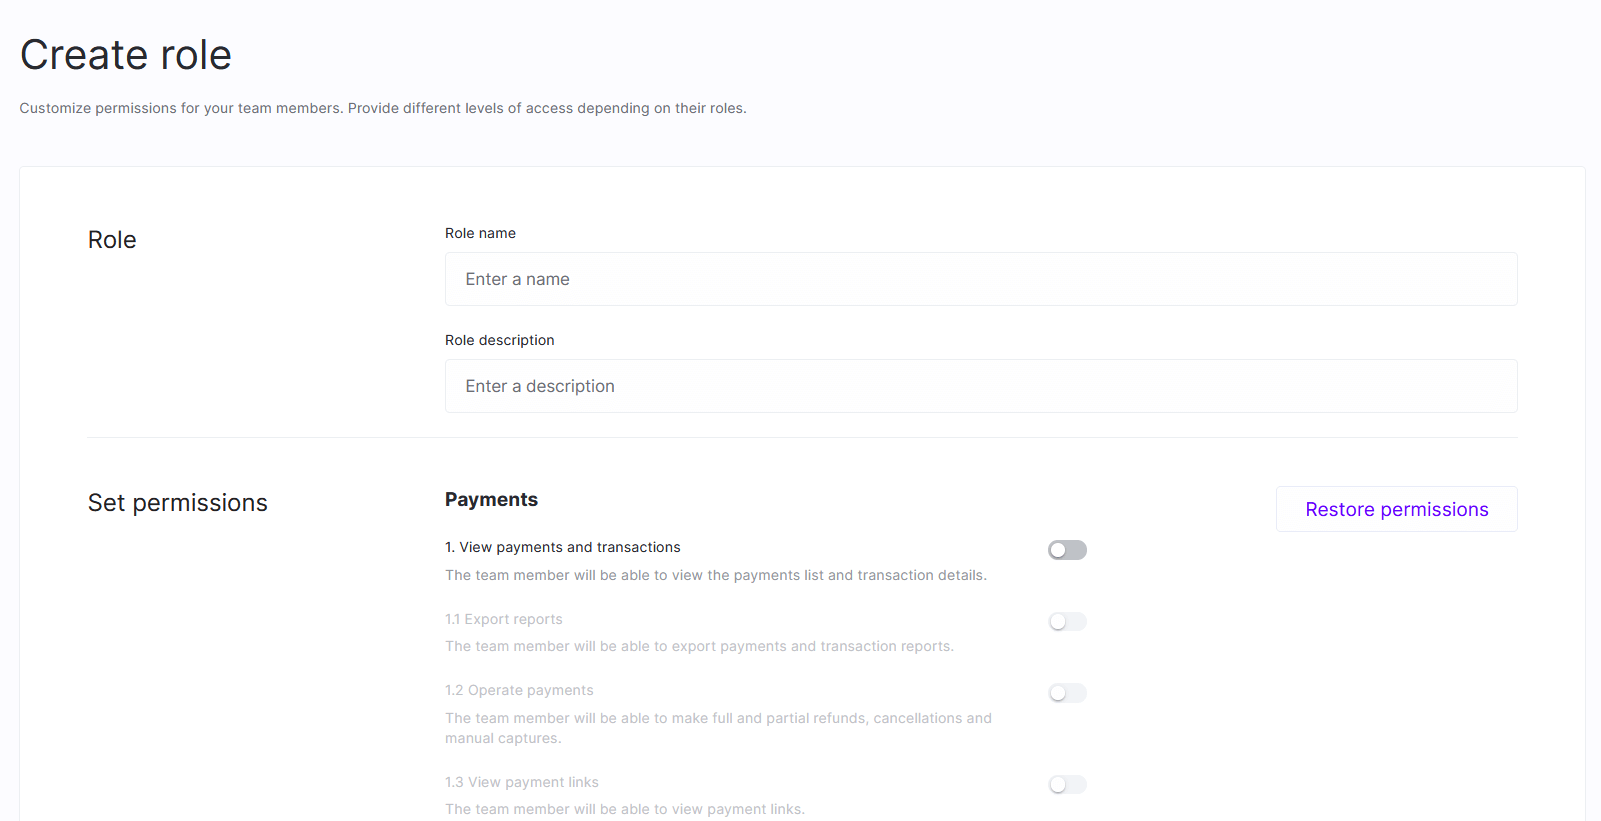 Create role
Customize permissions for your team members. Provide different levels of access depending on their roles.
Role
Role name
Enter a name
Role description
Enter a description
Set permissions
Payments
Restore permissions
1. View payments and transactions
The team member will be able to view the payments list and transaction details.
1.1 Export reports
The team member will be able to export payments and transaction reports.
1.2 Operate payments
The team member will be able to make full and partial refunds, cancellations and
manual captures.
1.3 View payment links
The team member will be able to view payment links.